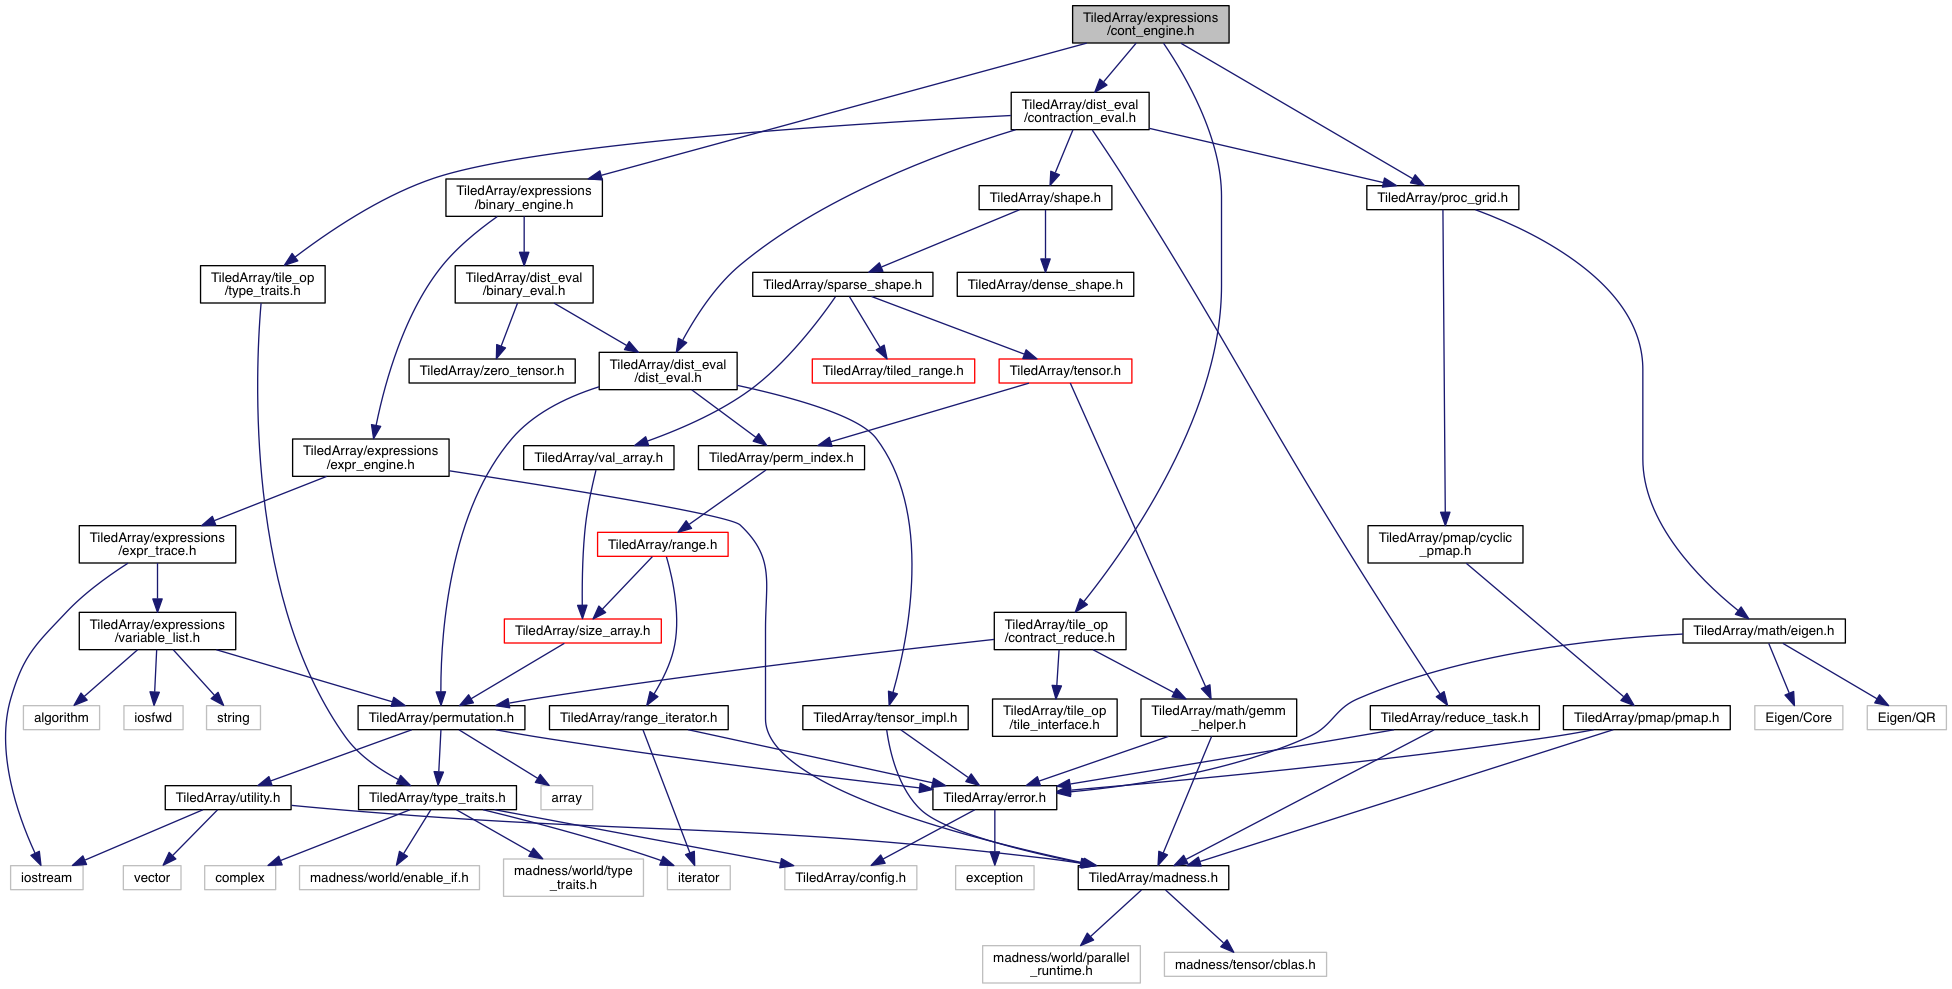 TiledArray/expressions
/cont_engine.h
TiledArray/dist_eval
/contraction_eval.h
TiledArray/expressions
/binary_engine.h
TiledArray/shape.h
TiledArray/proc_grid.h
TiledArray/tile_op
/type_traits.h
TiledArray/dist_eval
/binary_eval.h
TiledArray/sparse_shape.h
TiledArray/dense_shape.h
TiledArray/zero_tensor.h
TiledArray/dist_eval
/dist_eval.h
TiledArray/tiled_range.h
TiledArray/tensor.h
TiledArray/expressions
/expr_engine.h
TiledArray/val_array.h
TiledArray/perm_index.h
TiledArray/expressions
/expr_trace.h
TiledArray/range.h
TiledArray/pmap/cyclic
_pmap.h
TiledArray/expressions
/variable_list.h
TiledArray/size_array.h
TiledArray/tile_op
/contract_reduce.h
TiledArray/math/eigen.h
algorithm
iosfwd
string
TiledArray/permutation.h
TiledArray/range_iterator.h
TiledArray/tensor_impl.h
TiledArray/tile_op
/tile_interface.h
TiledArray/math/gemm
_helper.h
TiledArray/reduce_task.h
TiledArray/pmap/pmap.h
Eigen/Core
Eigen/QR
TiledArray/utility.h
TiledArray/type_traits.h
array
TiledArray/error.h
iostream
vector
complex
madness/world/enable_if.h
madness/world/type
_traits.h
iterator
TiledArray/config.h
exception
TiledArray/madness.h
madness/world/parallel
_runtime.h
madness/tensor/cblas.h